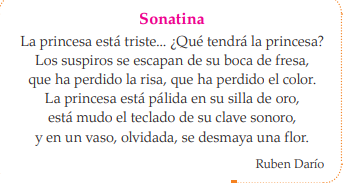 Sonatina
La princesa está triste... ¿Qué tendrá la princesa?
Los suspiros se escapan de su boca de fresa,
que ha perdido la risa, que ha perdido el color.
La princesa está pálida en su silla de oro,
está mudo el teclado de su clave sonoro,
y en un vaso, olvidada, se desmaya una flor.
Ruben Darío